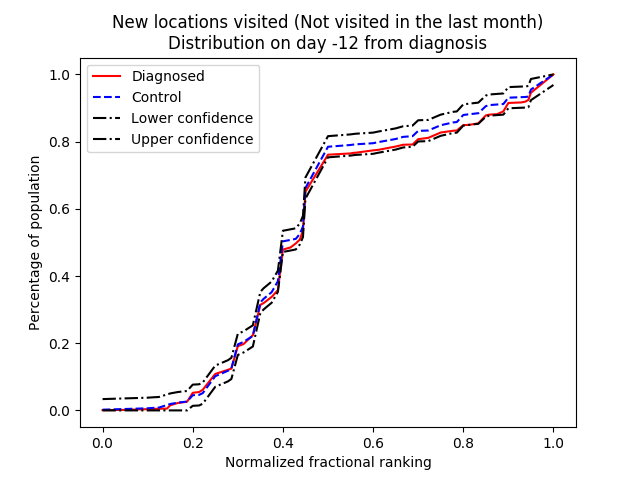 New locations visited (Not visited in the last month)
Distribution on day -12 from diagnosis
Diagnosed
Control
Lower confidence
Upper confidence
Percentage of population
1.0
0.8
0.6
0.4
0.2
0.0
0.0 0.2 0.4 0.6 0.8 1.0
Normalized fractional ranking